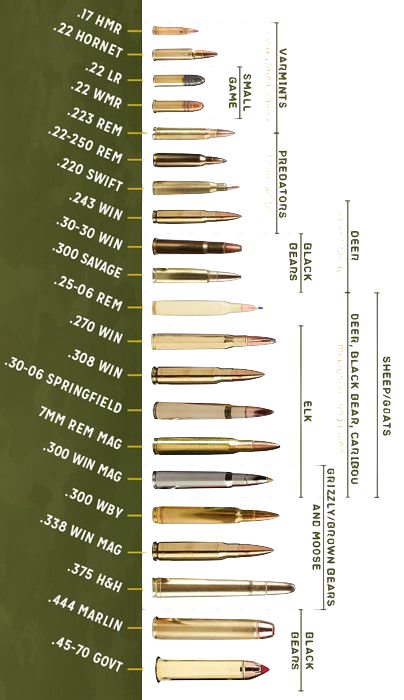 .17 HMR
.22 HORNET
.22 LR
.22 WMR
.223 REM
.22-250 REM
.220 SWIFT
.243 WIN
.30-30 WIN
.300 SAVAGE
.25-06 REM
.270 WIN
.308 WIN
.30-06 SPRINGFIELD
7MM REM MAG
.300 WIN MAG
.300 WBY
.338 WIN MAG
.375 H&H
.444 MARLIN
.45-70 GOVT
VARMINTS
SMALL
GAME
PREDATORS
DEER
BLACK
BEARS
DEER, BLACK BEAR, CARIBOU
SHEEP/GOATS
ELK
GRIZZLY/BROWN BEARS
AND MOOSE
BLACK
BEARS